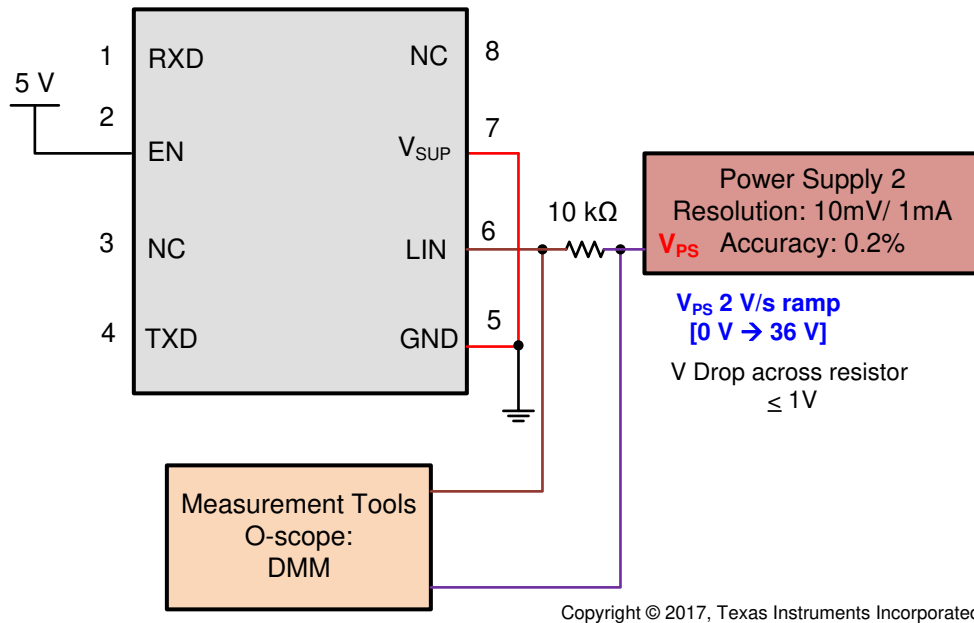 1
RXD
NC
8
5 V
2
EN
7
VSUP
Power Supply 2
Resolution: 10mV/ 1mA
Accuracy: 0.2%
VPS
10 kΩ
3
NC
6
LIN
VPS 2 V/s ramp
[0 V → 36 V]
V Drop across resistor
≤ 1V
4
TXD
5
GND
Measurement Tools
O-scope:
DMM
Copyright © 2017, Texas Instruments Incorporated